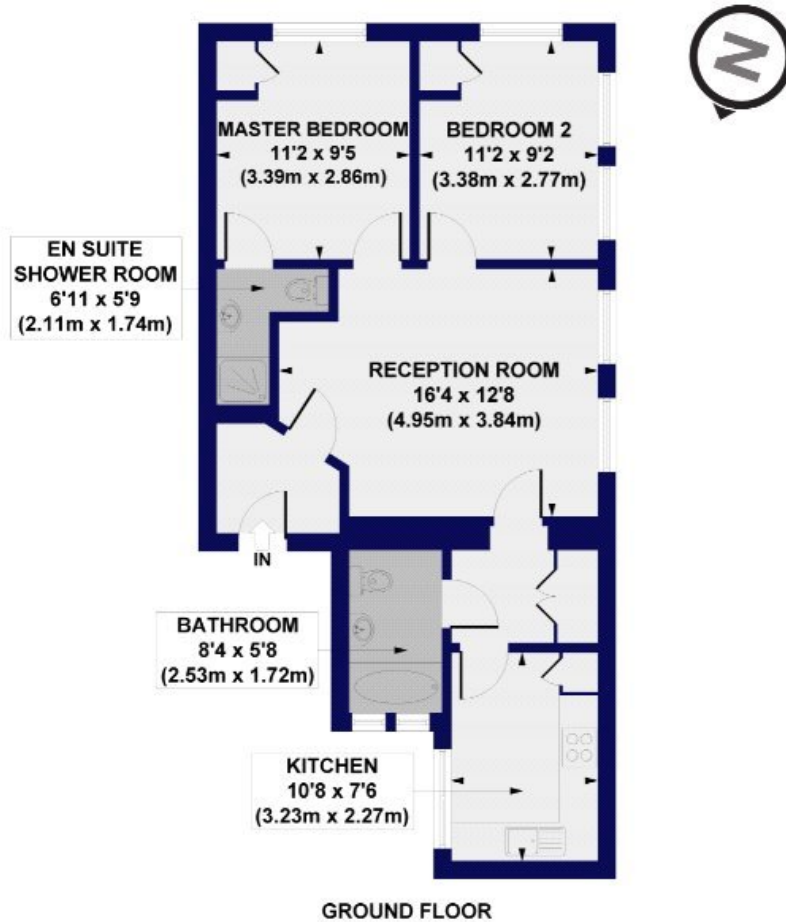 N
MASTER BEDROOM
11'2 x 9'5
(3.39m x 2.86m)
BEDROOM 2
11'2 x 9'2
(3.38m x 2.77m)
EN SUITE
SHOWER ROOM
6'11 x 5'9
(2.11m x 1.74m)
RECEPTION ROOM
16'4 x 12'8
(4.95m x 3.84m)
IN
BATHROOM
8'4 x 5'8
(2.53m x 1.72m)
KITCHEN
10'8 x 7'6
(3.23m x 2.27m)
GROUND FLOOR